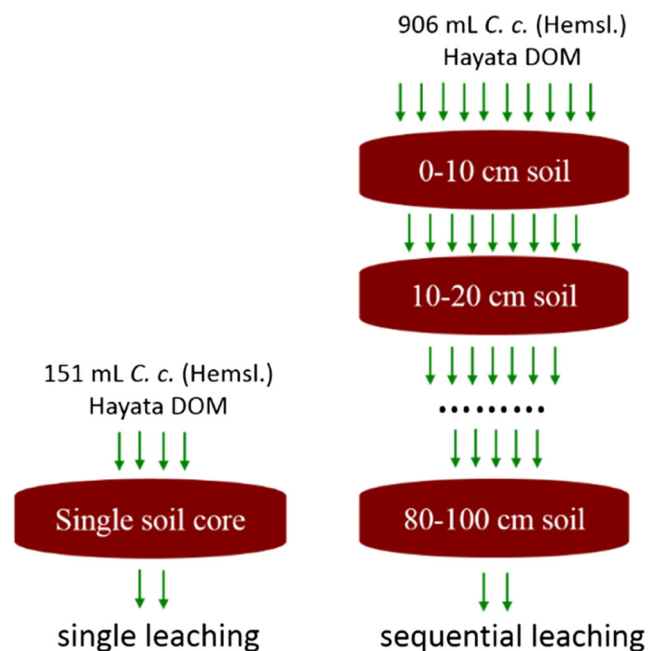 906 mL C. c. (Hemsl.)
Hayata DOM
0-10 cm soil
10-20 cm soil
.........
80-100 cm soil
sequential leaching
151 mL C. c. (Hemsl.)
Hayata DOM
Single soil core
single leaching